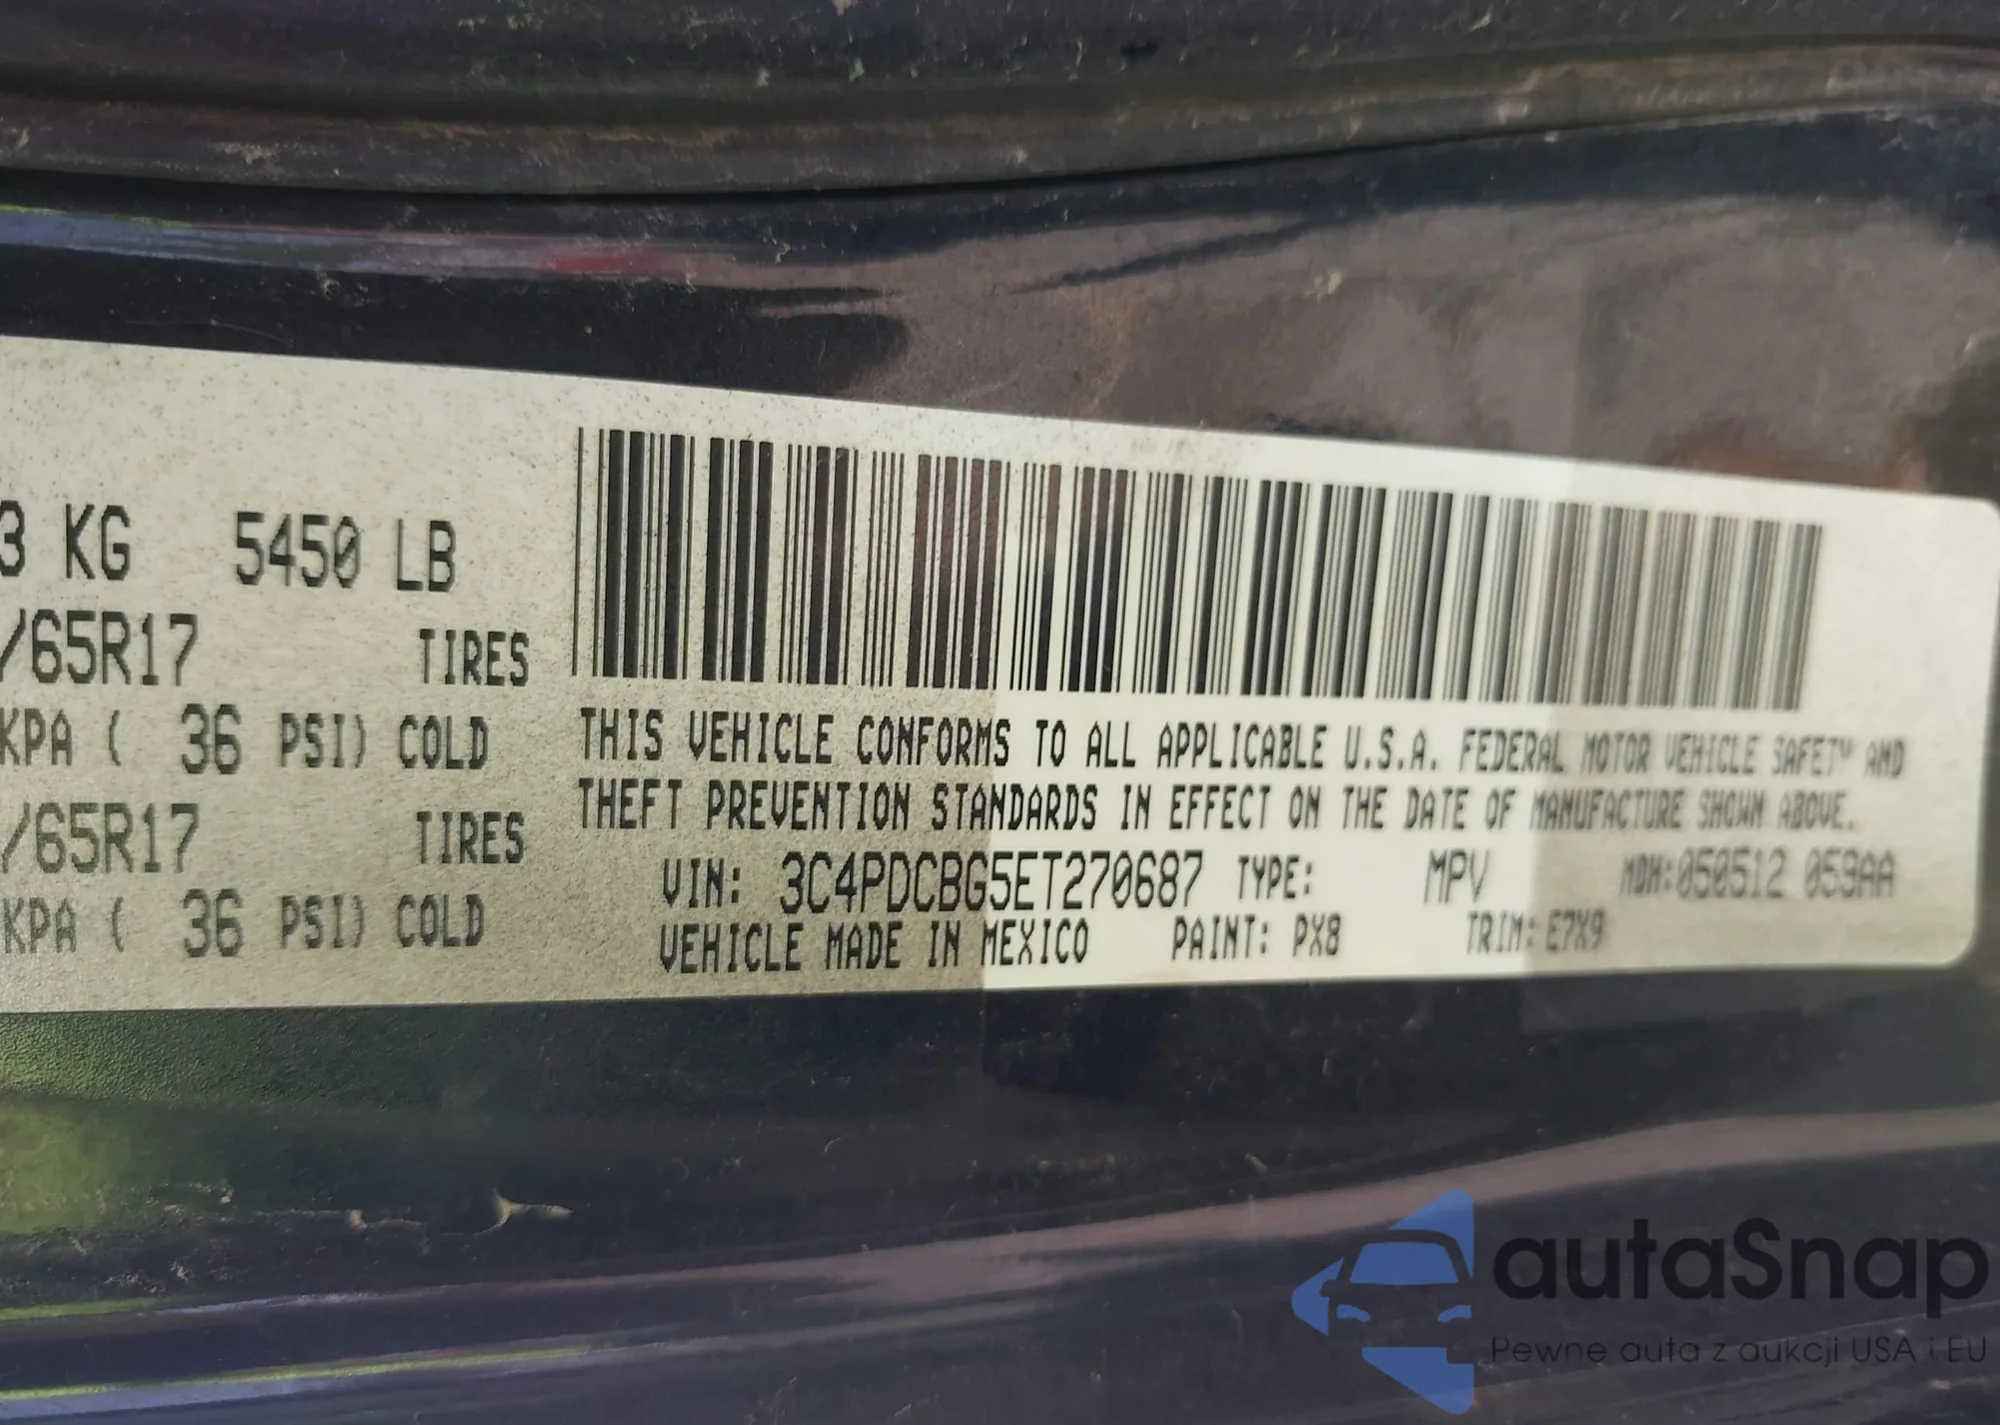 3 KG 5450 LB
/65R17 TIRES
KPA ( 36 PSI) COLD
/65R17 TIRES
KPA ( 36 PSI) COLD
THIS VEHICLE CONFORMS TO ALL APPLICABLE U.S.A. FEDERAL MOTOR VEHICLE SAFETY AND
THEFT PREVENTION STANDARDS IN EFFECT ON THE DATE OF MANUFACTURE SHOWN ABOVE.
VIN: 3C4PDCBG5ET270687 TYPE: MPV MDH:050512 059AA
VEHICLE MADE IN MEXICO PAINT: PX8 TRIM: E7X9
autaSnap
Pewne auta z aukcji USA i EU